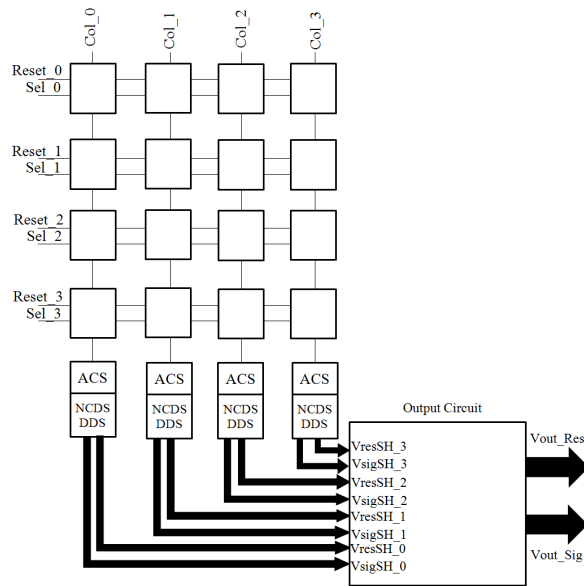 Col_0
Col_1
Col_2
Col_3
Reset_0
Sel_0
Reset_1
Sel_1
Reset_2
Sel_2
Reset_3
Sel_3
ACS
ACS
ACS
ACS
NCDS
DDS
NCDS
DDS
NCDS
DDS
NCDS
DDS
Output Circuit
VresSH_3
VsigSH_3
VresSH_2
VsigSH_2
VresSH_1
VsigSH_1
VresSH_0
VsigSH_0
Vout_Res
Vout_Sig